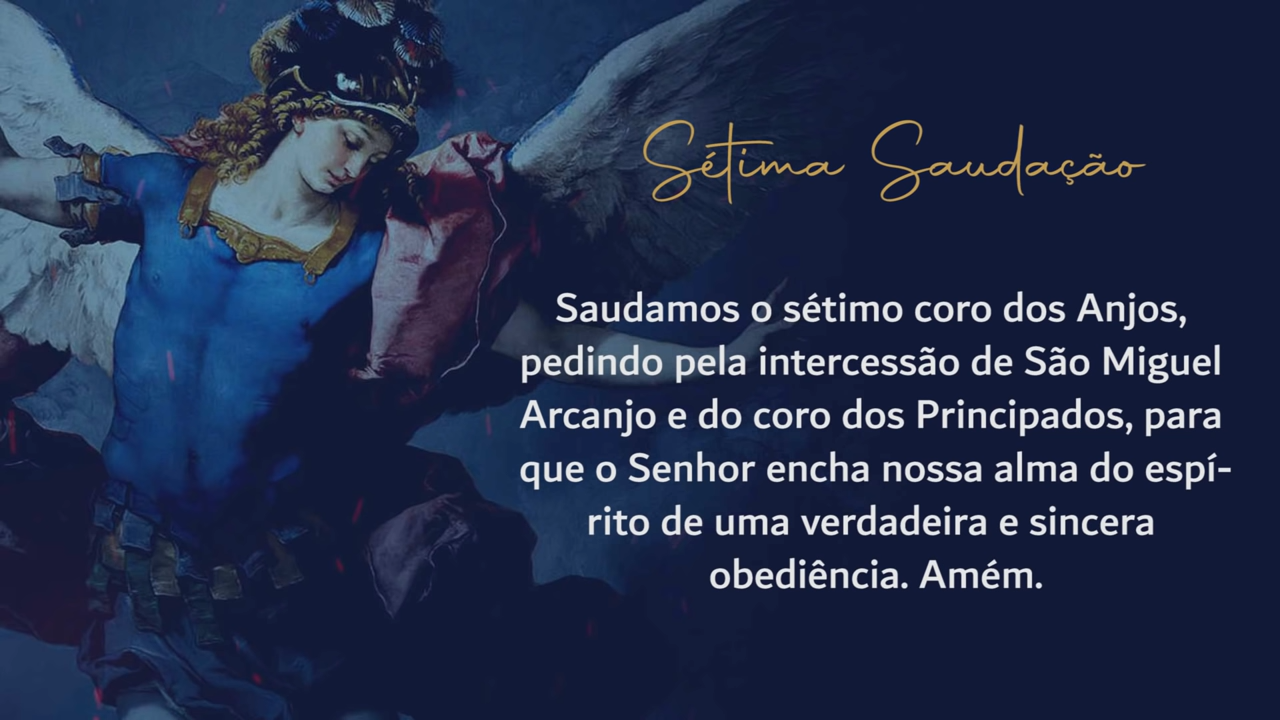 Sétima Saudação
Saudamos o sétimo coro dos Anjos,
pedindo pela intercessão de São Miguel
Arcanjo e do coro dos Principados, para
que o Senhor encha nossa alma do espí-
rito de uma verdadeira e sincera
obediência. Amém.